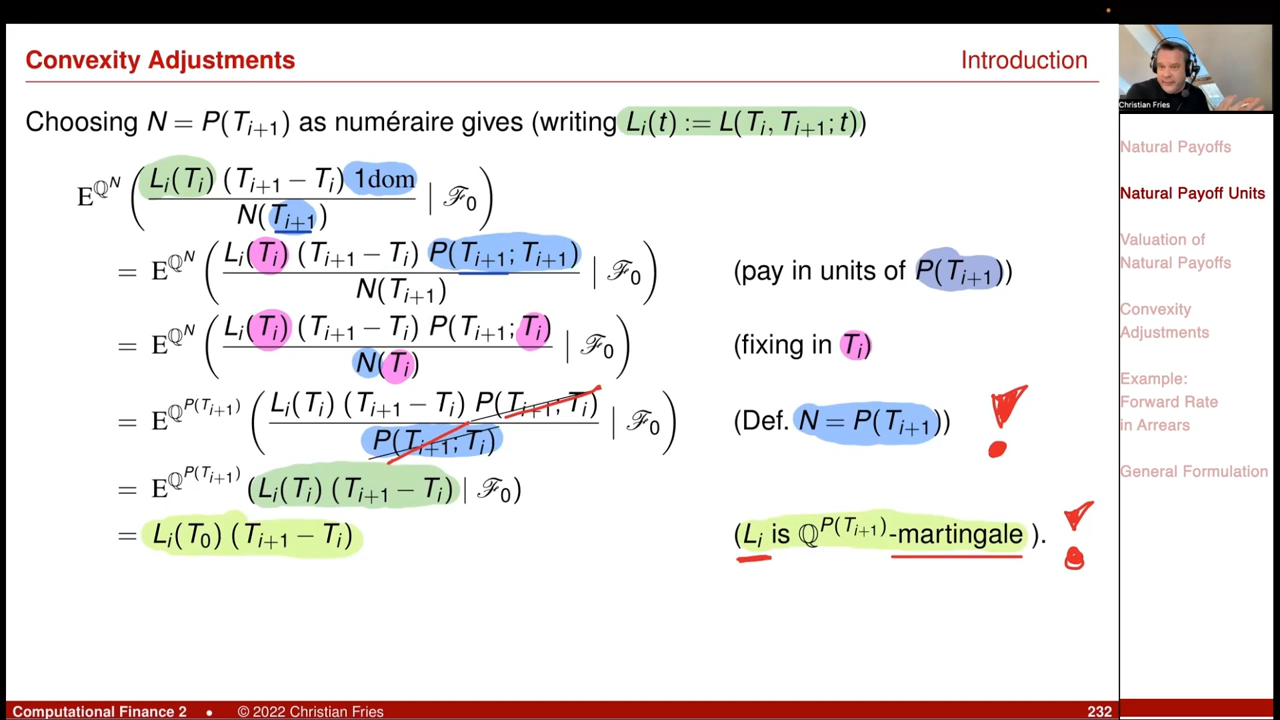 Convexity Adjustments
Introduction
Christian Fries
Choosing N = P(T_{i+1}) as numéraire gives (writing L_i(t) := L(T_i, T_{i+1}; t))
E^{ℚ^N} ( L_i(T_i) (T_{i+1} − T_i) 1dom / N(T_{i+1}) | ℱ_0 )
= E^{ℚ^N} ( L_i(T_i) (T_{i+1} − T_i) P(T_{i+1}; T_{i+1}) / N(T_{i+1}) | ℱ_0 ) (pay in units of P(T_{i+1}))
= E^{ℚ^N} ( L_i(T_i) (T_{i+1} − T_i) P(T_{i+1}; T_i) / N(T_i) | ℱ_0 ) (fixing in T_i)
= E^{ℚ^{P(T_{i+1})}} ( L_i(T_i) (T_{i+1} − T_i) P(T_{i+1}; T_i) / P(T_{i+1}; T_i) | ℱ_0 ) (Def. N = P(T_{i+1})) !
= E^{ℚ^{P(T_{i+1})}} (L_i(T_i) (T_{i+1} − T_i) | ℱ_0)
= L_i(T_0) (T_{i+1} − T_i) (L_i is ℚ^{P(T_{i+1})}-martingale ). !
Natural Payoffs
Natural Payoff Units
Valuation of
Natural Payoffs
Convexity
Adjustments
Example:
Forward Rate
in Arrears
General Formulation
Computational Finance 2 • © 2022 Christian Fries
232